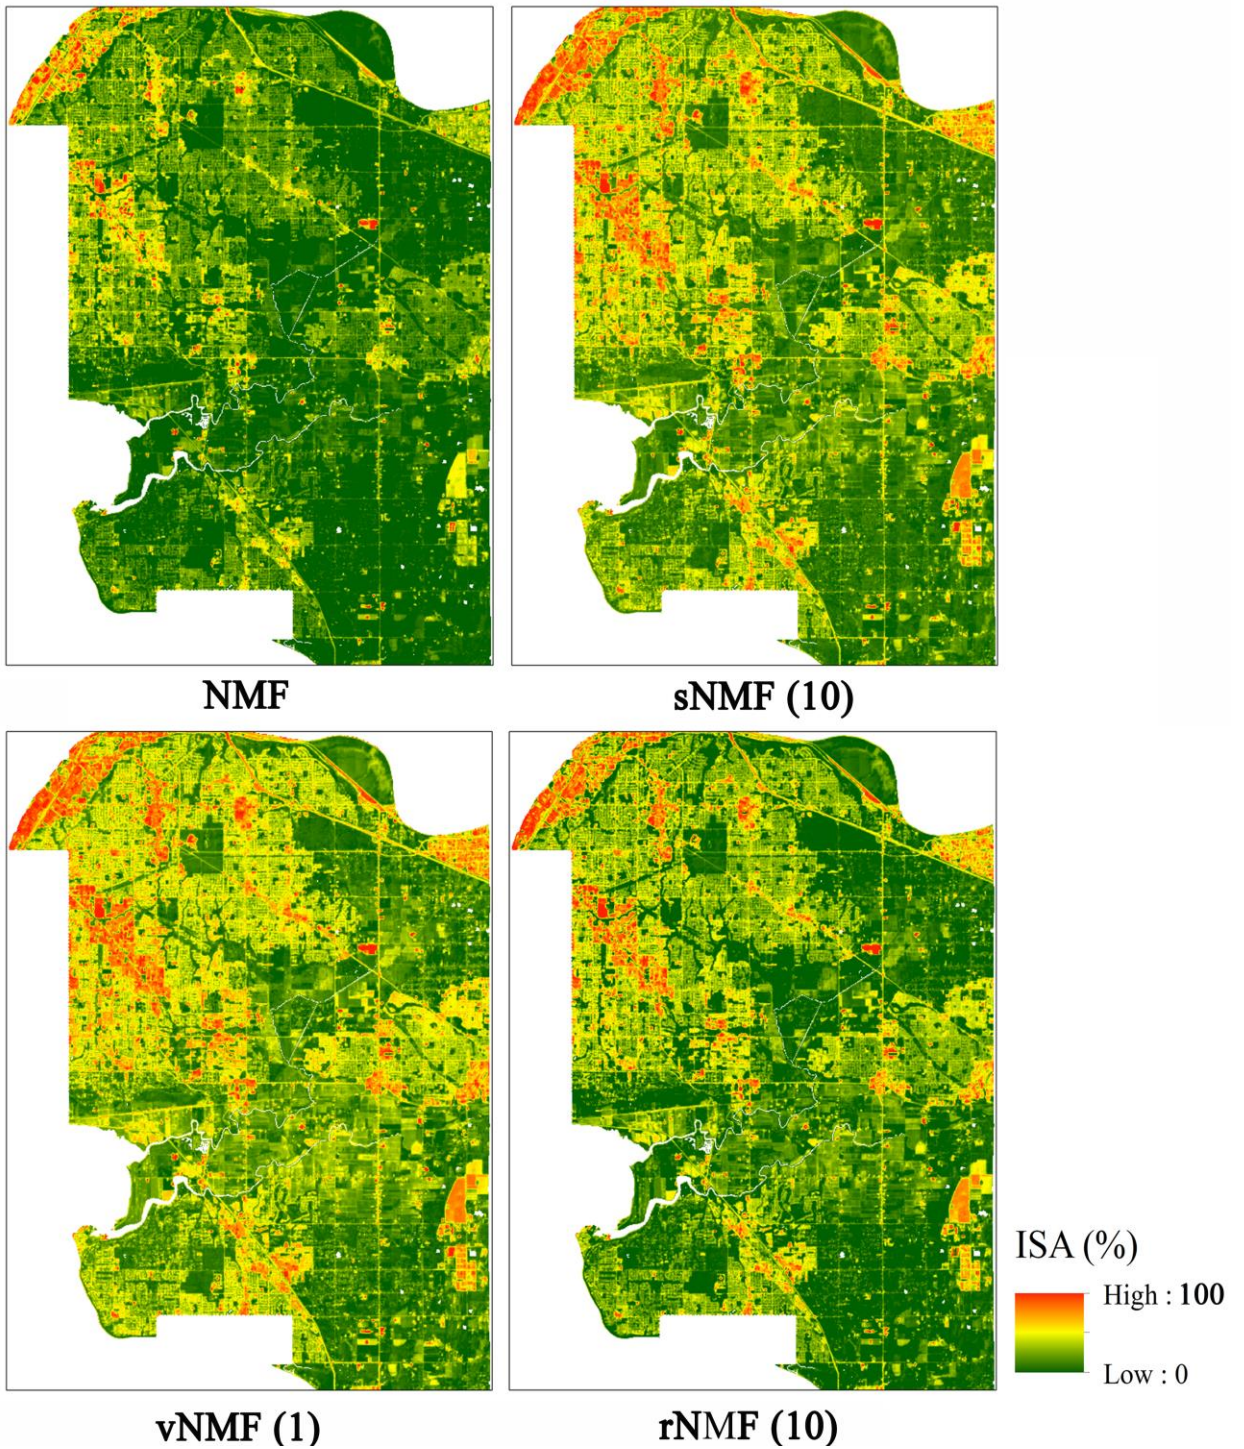 NMF
sNMF (10)
vNMF (1)
rNMF (10)
ISA (%)
High : 100
Low : 0